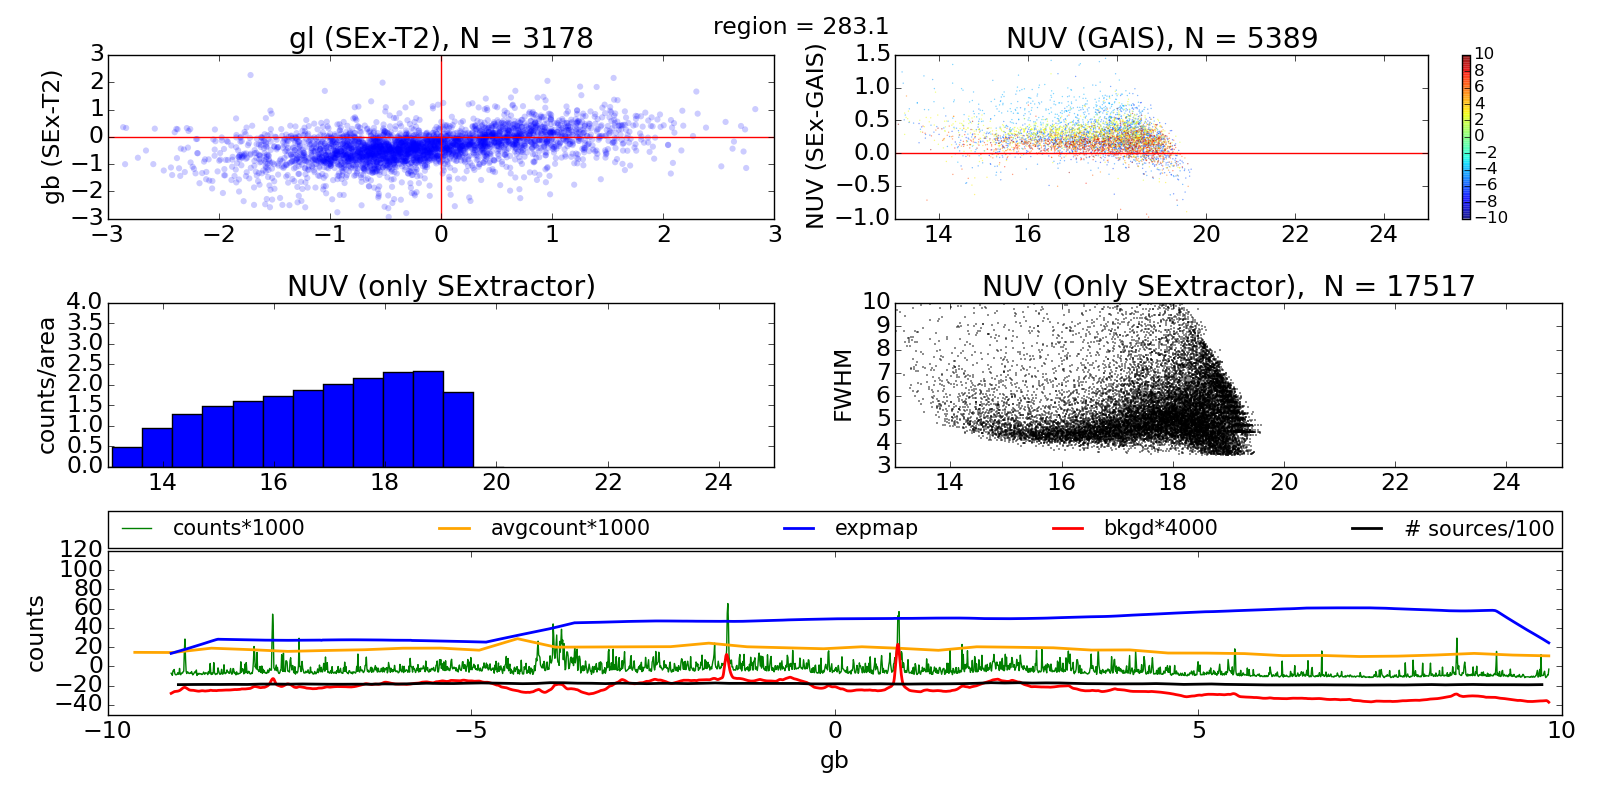 region = 283.1
gl (SEx-T2), N = 3178
gb (SEx-T2)
3
2
1
0
−1
−2
−3
−3 −2 −1 0 1 2 3
NUV (GAIS), N = 5389
NUV (SEx-GAIS)
1.5
1.0
0.5
0.0
−0.5
−1.0
14 16 18 20 22 24
10
8
6
4
2
0
−2
−4
−6
−8
−10
NUV (only SExtractor)
counts/area
4.0
3.5
3.0
2.5
2.0
1.5
1.0
0.5
0.0
14 16 18 20 22 24
NUV (Only SExtractor),  N = 17517
FWHM
10
9
8
7
6
5
4
3
14 16 18 20 22 24
counts*1000 avgcount*1000 expmap bkgd*4000 # sources/100
counts
120
100
80
60
40
20
0
−20
−40
−10 −5 0 5 10
gb